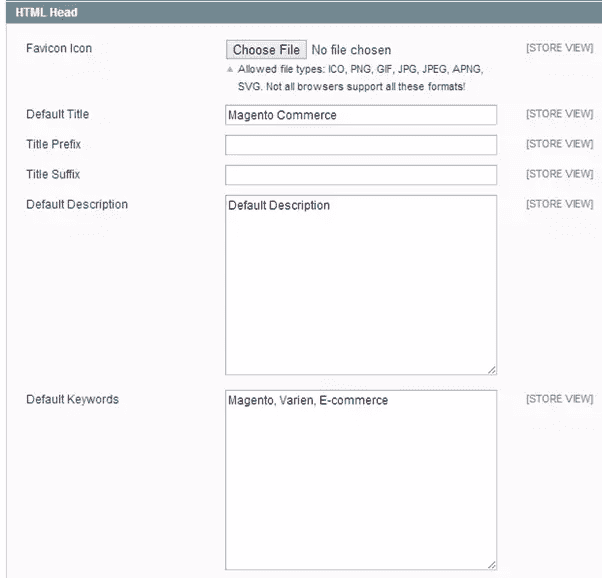 HTML Head
Favicon Icon Choose File No file chosen [STORE VIEW]
Allowed file types: ICO, PNG, GIF, JPG, JPEG, APNG,
SVG. Not all browsers support all these formats!
Default Title Magento Commerce [STORE VIEW]
Title Prefix [STORE VIEW]
Title Suffix [STORE VIEW]
Default Description Default Description [STORE VIEW]
Default Keywords Magento, Varien, E-commerce [STORE VIEW]